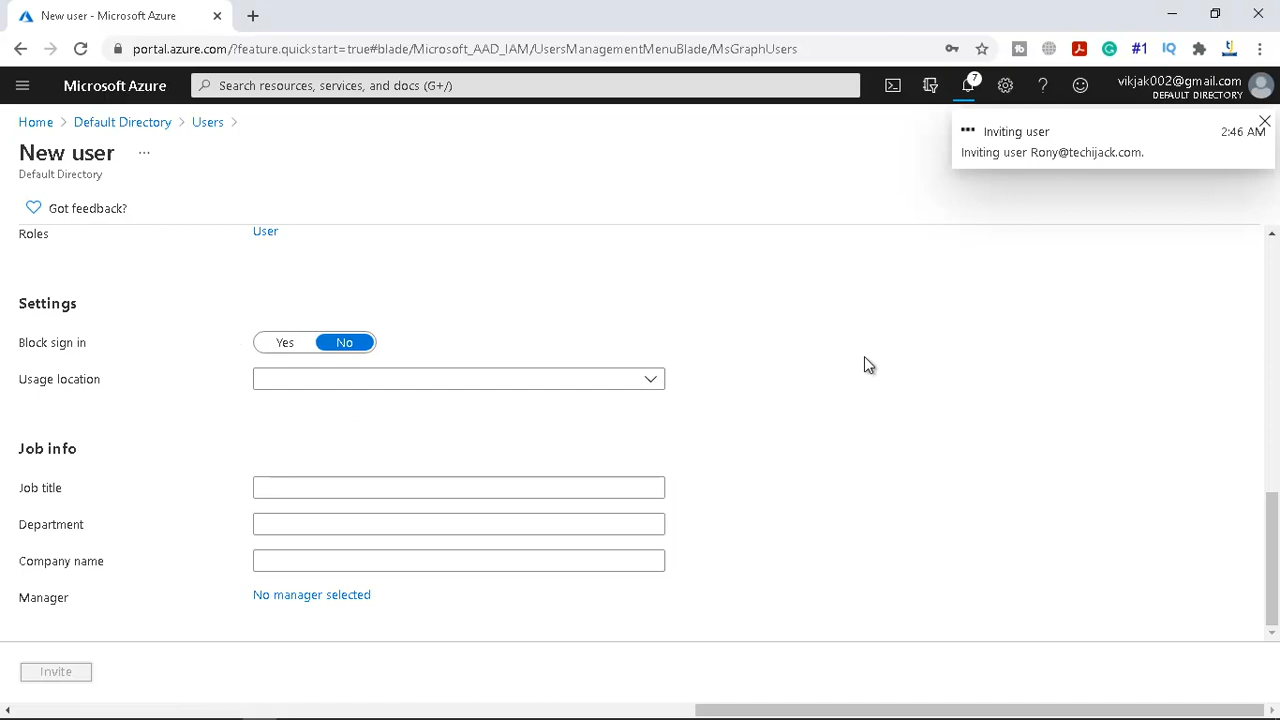 New user - Microsoft Azure
portal.azure.com/?feature.quickstart=true#blade/Microsoft_AAD_IAM/UsersManagementMenuBlade/MsGraphUsers
#1
IQ
Microsoft Azure
Search resources, services, and docs (G+/)
7
vikjak002@gmail.com
DEFAULT DIRECTORY
Home > Default Directory > Users >
Inviting user
2:46 AM
Inviting user Rony@techijack.com.
New user
Default Directory
Got feedback?
Roles
User
Settings
Block sign in
Yes
No
Usage location
Job info
Job title
Department
Company name
Manager
No manager selected
Invite